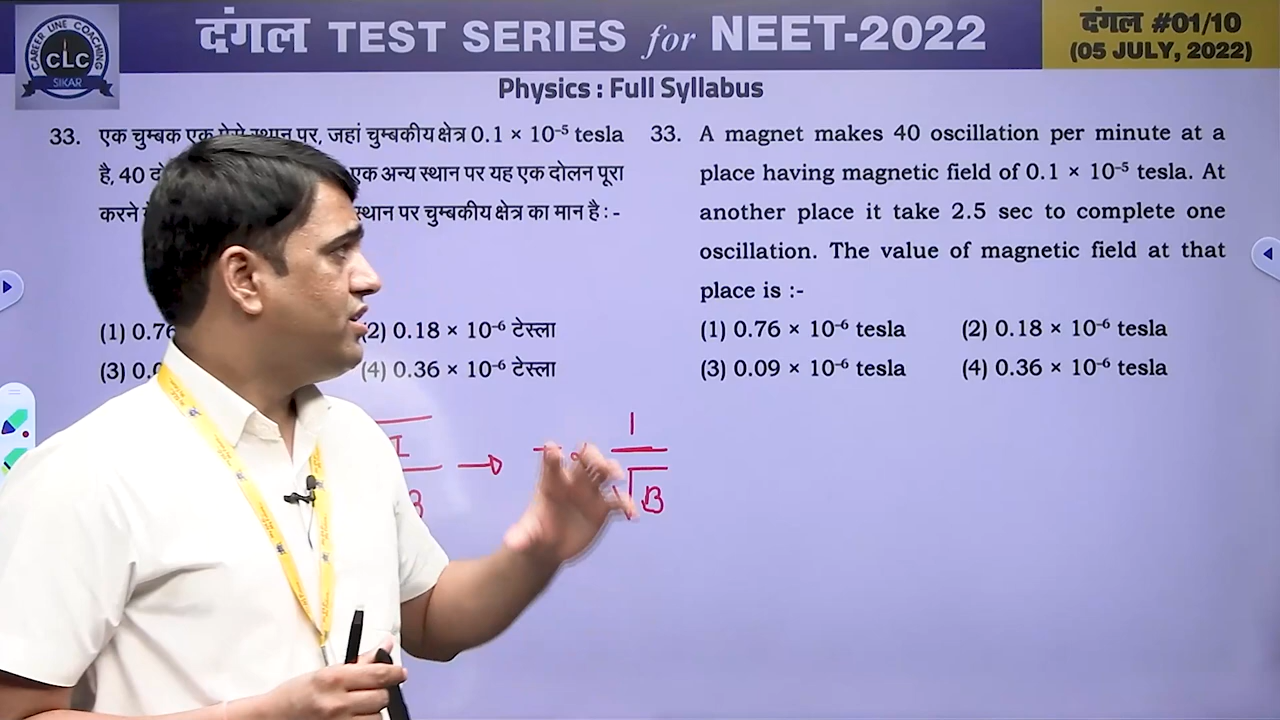 CAREER LINE COACHING
CLC
SIKAR
दंगल TEST SERIES for NEET-2022
दंगल #01/10
(05 JULY, 2022)
Physics : Full Syllabus
33. एक चुम्बक एक ऐसे स्थान पर, जहां चुम्बकीय क्षेत्र 0.1 × 10⁻⁵ tesla
है, 40 एक अन्य स्थान पर यह एक दोलन पूरा
करने स्थान पर चुम्बकीय क्षेत्र का मान है : -
(1) 0.76 (2) 0.18 × 10⁻⁶ टेस्ला
(3) (4) 0.36 × 10⁻⁶ टेस्ला
33. A magnet makes 40 oscillation per minute at a
place having magnetic field of 0.1 × 10⁻⁵ tesla. At
another place it take 2.5 sec to complete one
oscillation. The value of magnetic field at that
place is :-
(1) 0.76 × 10⁻⁶ tesla (2) 0.18 × 10⁻⁶ tesla
(3) 0.09 × 10⁻⁶ tesla (4) 0.36 × 10⁻⁶ tesla
I
B → 1
√B